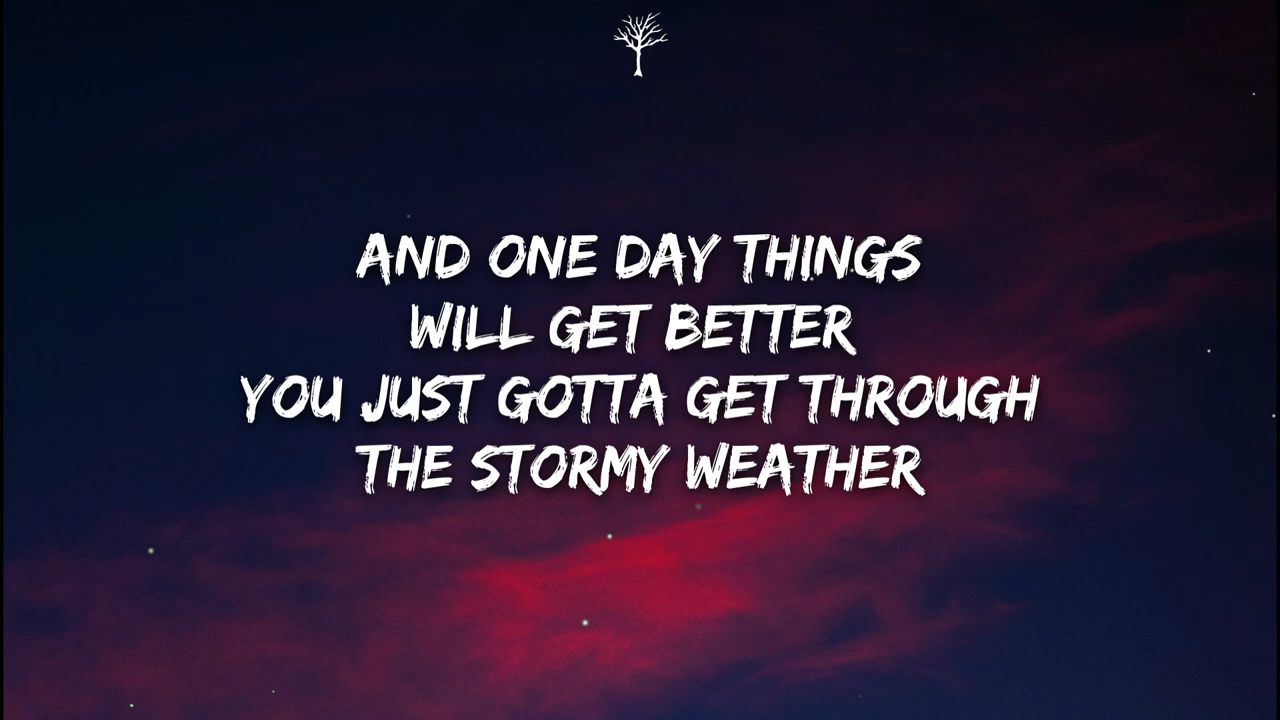 AND ONE DAY THINGS
WILL GET BETTER
YOU JUST GOTTA GET THROUGH
THE STORMY WEATHER